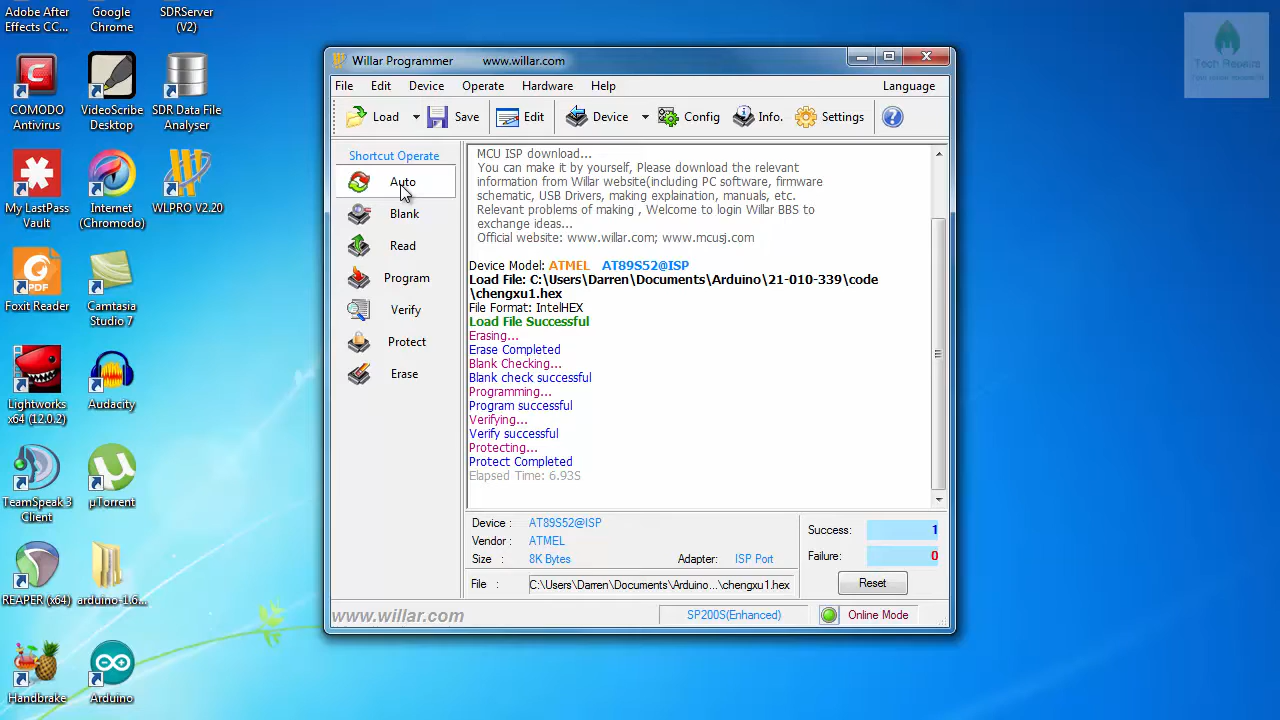 Adobe After
Effects CC...
Google
Chrome
SDRServer
(V2)
COMODO
Antivirus
VideoScribe
Desktop
SDR Data File
Analyser
My LastPass
Vault
Internet
(Chromodo)
WLPRO V2.20
Foxit Reader
Camtasia
Studio 7
Lightworks
x64 (12.0.2)
Audacity
TeamSpeak 3
Client
µTorrent
REAPER (x64)
arduino-1.6...
Handbrake
Arduino
Willar Programmer www.willar.com
File Edit Device Operate Hardware Help Language
Load Save Edit Device Config Info. Settings
Shortcut Operate
Auto
Blank
Read
Program
Verify
Protect
Erase
MCU ISP download...
You can make it by yourself, Please download the relevant
information from Willar website(including PC software, firmware
schematic, USB Drivers, making explaination, manuals, etc.
Relevant problems of making , Welcome to login Willar BBS to
exchange ideas...
Official website: www.willar.com; www.mcusj.com
Device Model: ATMEL AT89S52@ISP
Load File: C:\Users\Darren\Documents\Arduino\21-010-339\code
\chengxu1.hex
File Format: IntelHEX
Load File Successful
Erasing...
Erase Completed
Blank Checking...
Blank check successful
Programming...
Program successful
Verifying...
Verify successful
Protecting...
Protect Completed
Elapsed Time: 6.93S
Device : AT89S52@ISP
Vendor : ATMEL
Size : 8K Bytes Adapter: ISP Port
File : C:\Users\Darren\Documents\Arduino...\chengxu1.hex
Success: 1
Failure: 0
Reset
www.willar.com
SP200S(Enhanced)
Online Mode